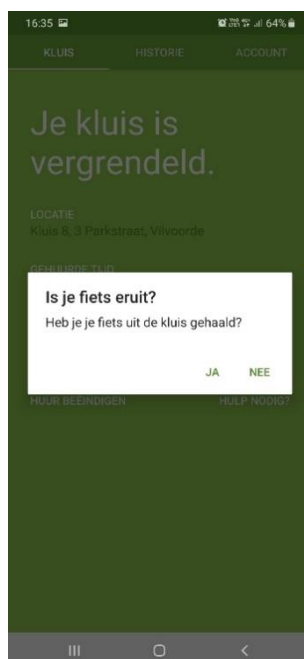 16:35 64%
KLUIS HISTORIE ACCOUNT
Je kluis is
vergrendeld.
LOCATIE
Kluis 8, 3 Parkstraat, Vilvoorde
GEHUURDE TIJD
Is je fiets eruit?
Heb je je fiets uit de kluis gehaald?
JA NEE
HUUR BEËINDIGEN HULP NODIG?